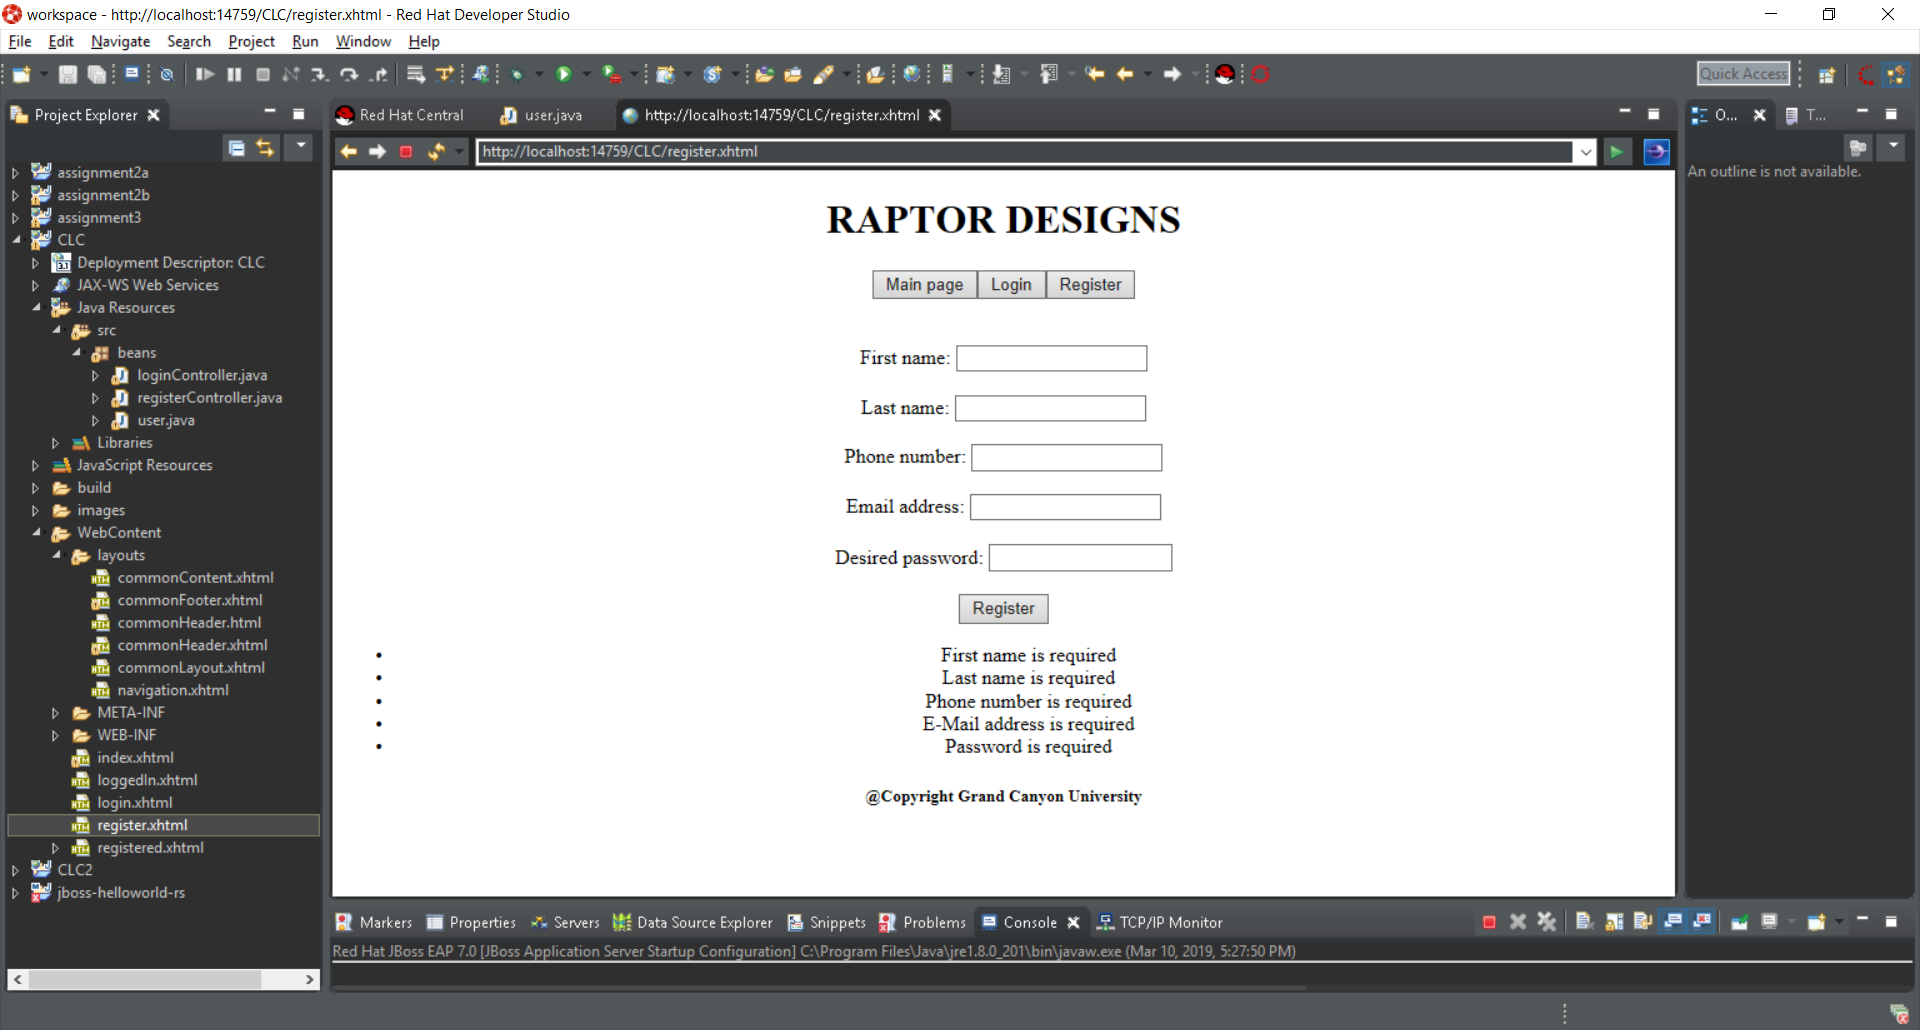 workspace - http://localhost:14759/CLC/register.xhtml - Red Hat Developer Studio
File Edit Navigate Search Project Run Window Help
Quick Access
Project Explorer
Red Hat Central user.java http://localhost:14759/CLC/register.xhtml
O... T...
http://localhost:14759/CLC/register.xhtml
An outline is not available.
assignment2a
assignment2b
assignment3
CLC
Deployment Descriptor: CLC
JAX-WS Web Services
Java Resources
src
beans
loginController.java
registerController.java
user.java
Libraries
JavaScript Resources
build
images
WebContent
layouts
commonContent.xhtml
commonFooter.xhtml
commonHeader.html
commonHeader.xhtml
commonLayout.xhtml
navigation.xhtml
META-INF
WEB-INF
index.xhtml
loggedIn.xhtml
login.xhtml
register.xhtml
registered.xhtml
CLC2
jboss-helloworld-rs
RAPTOR DESIGNS
Main page Login Register
First name:
Last name:
Phone number:
Email address:
Desired password:
Register
• First name is required
• Last name is required
• Phone number is required
• E-Mail address is required
• Password is required
@Copyright Grand Canyon University
Markers Properties Servers Data Source Explorer Snippets Problems Console TCP/IP Monitor
Red Hat JBoss EAP 7.0 [JBoss Application Server Startup Configuration] C:\Program Files\Java\jre1.8.0_201\bin\javaw.exe (Mar 10, 2019, 5:27:50 PM)